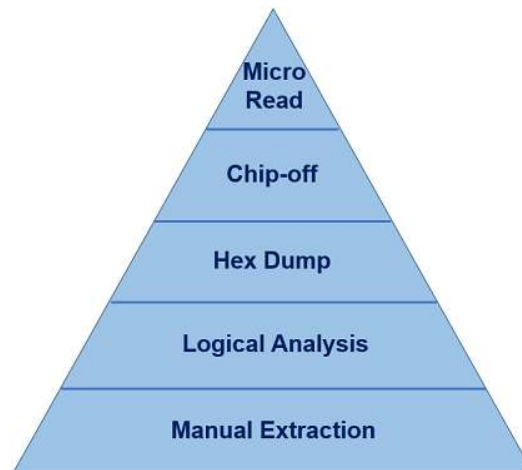 Micro
Read
Chip-off
Hex Dump
Logical Analysis
Manual Extraction